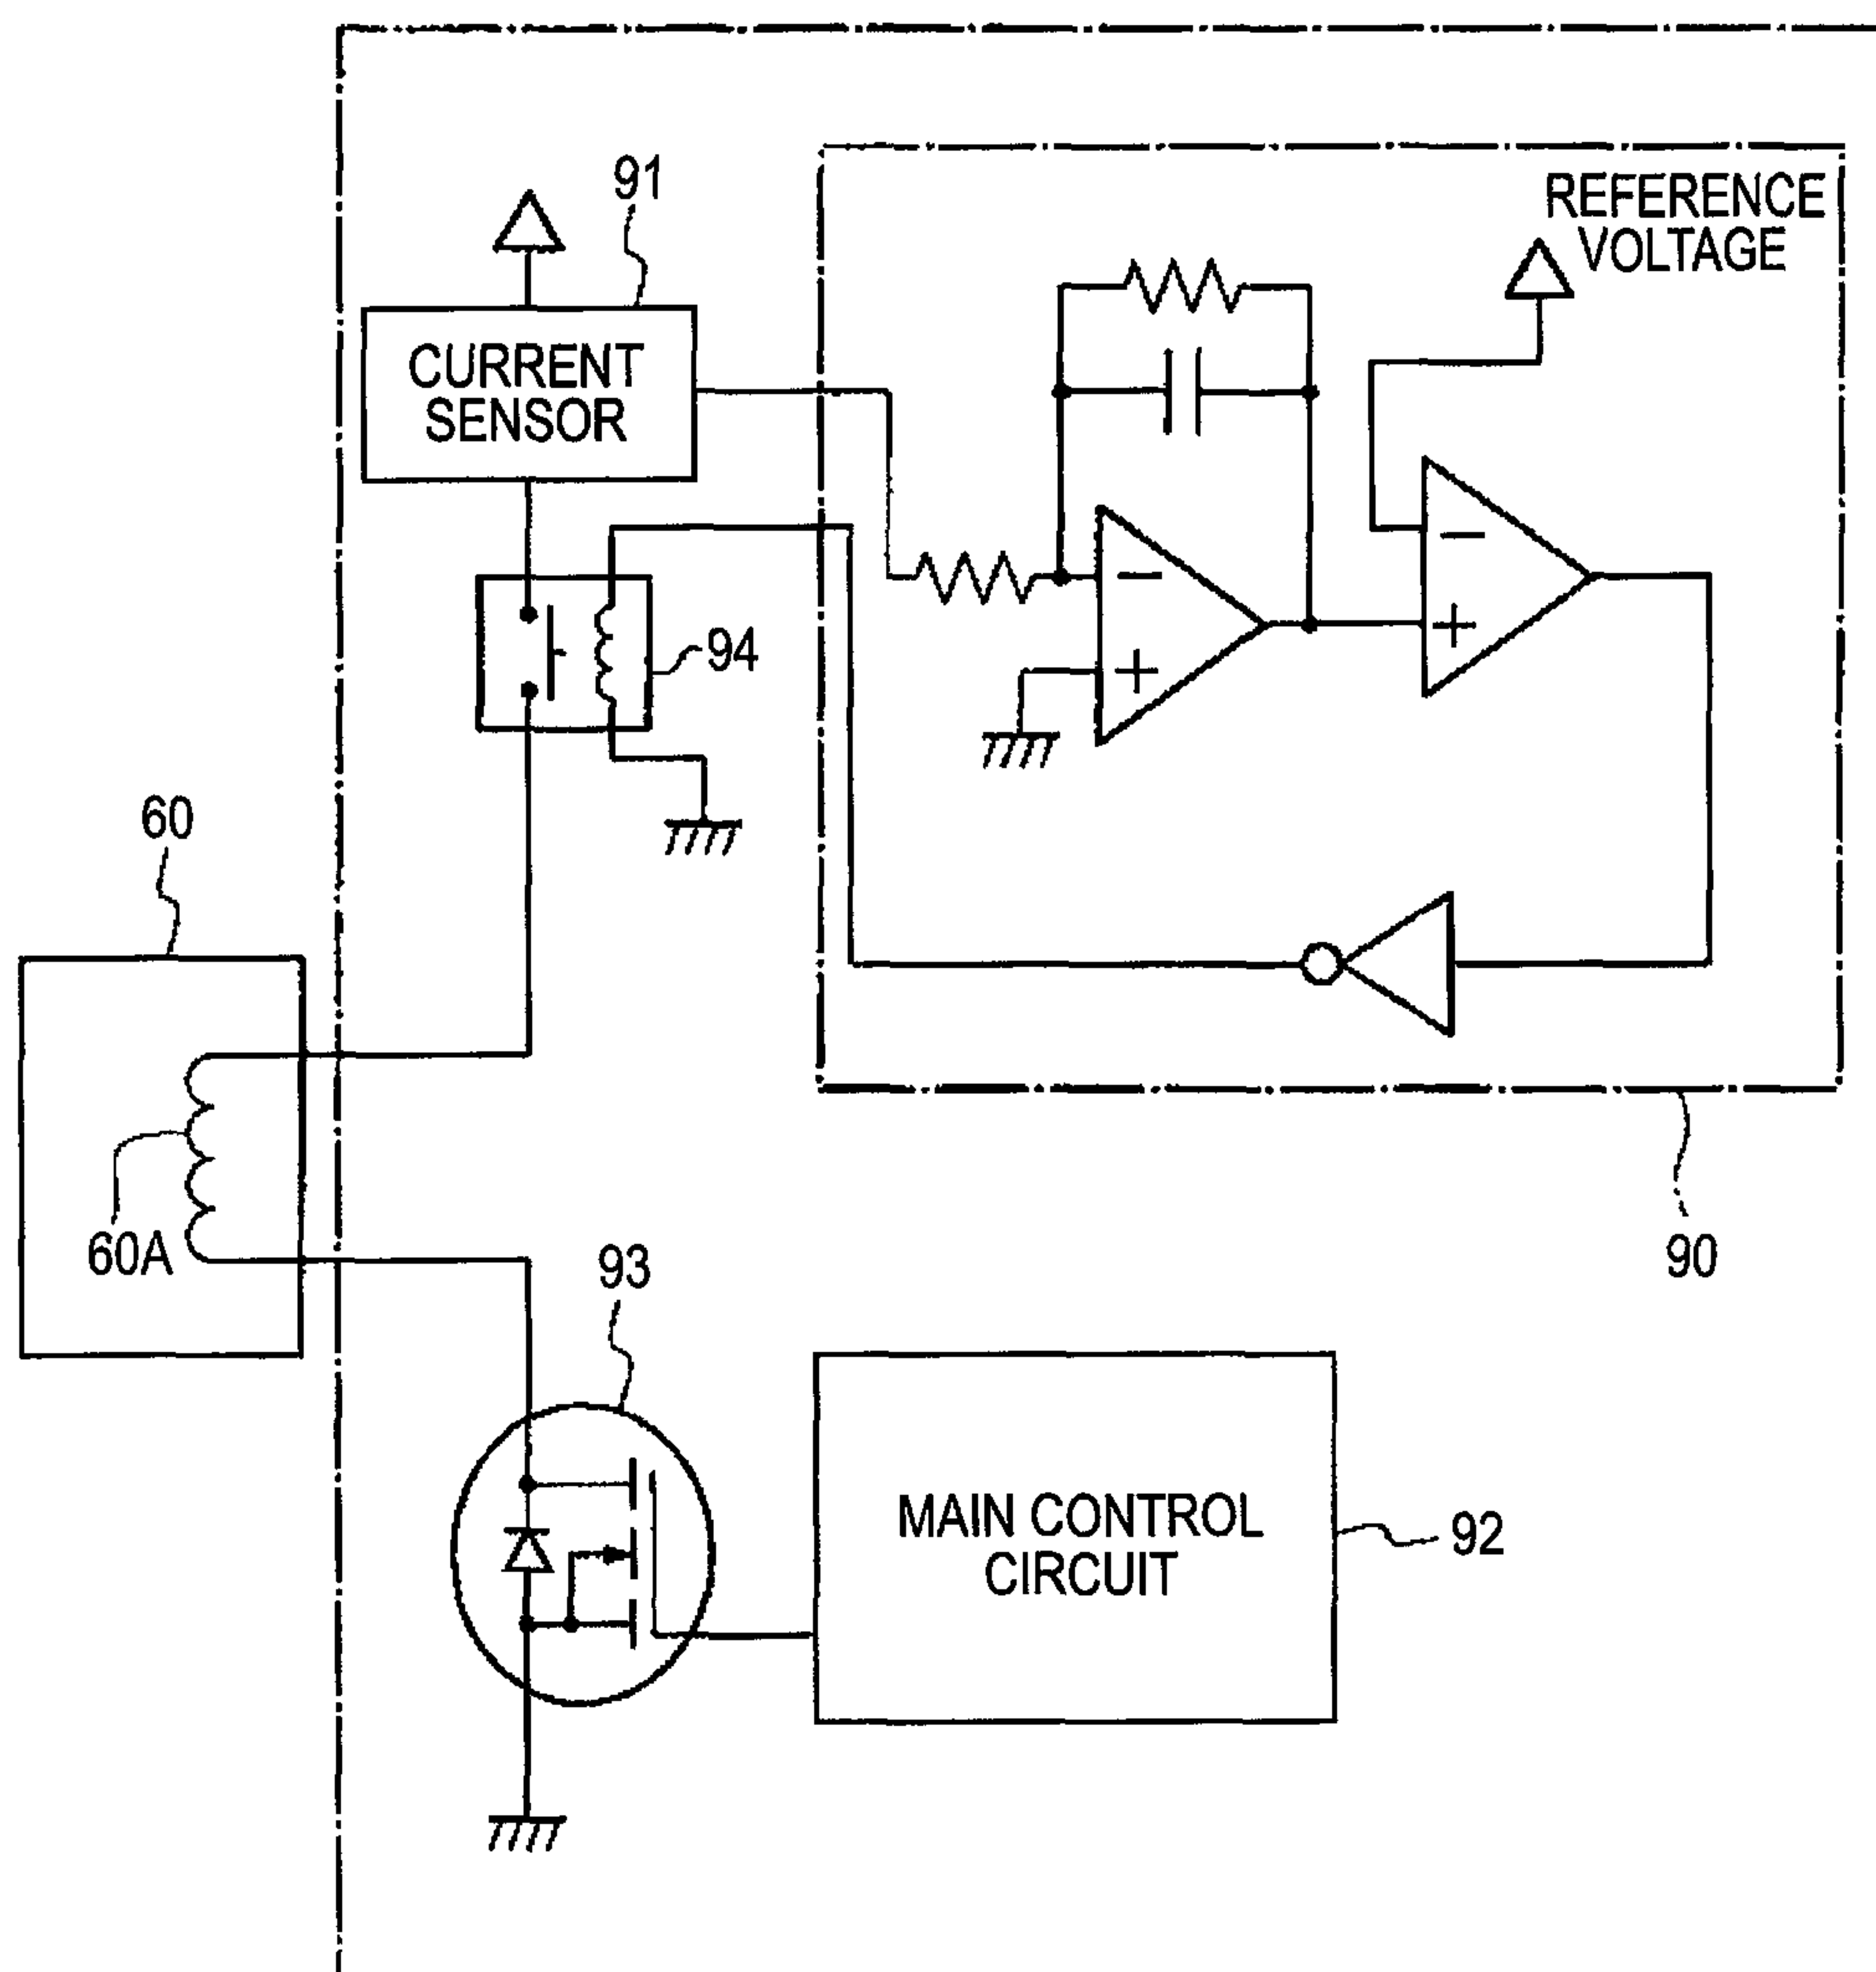 91
REFERENCE
VOLTAGE
CURRENT
SENSOR
−
−
+
+
94
60
60A
93
90
MAIN CONTROL
CIRCUIT
92